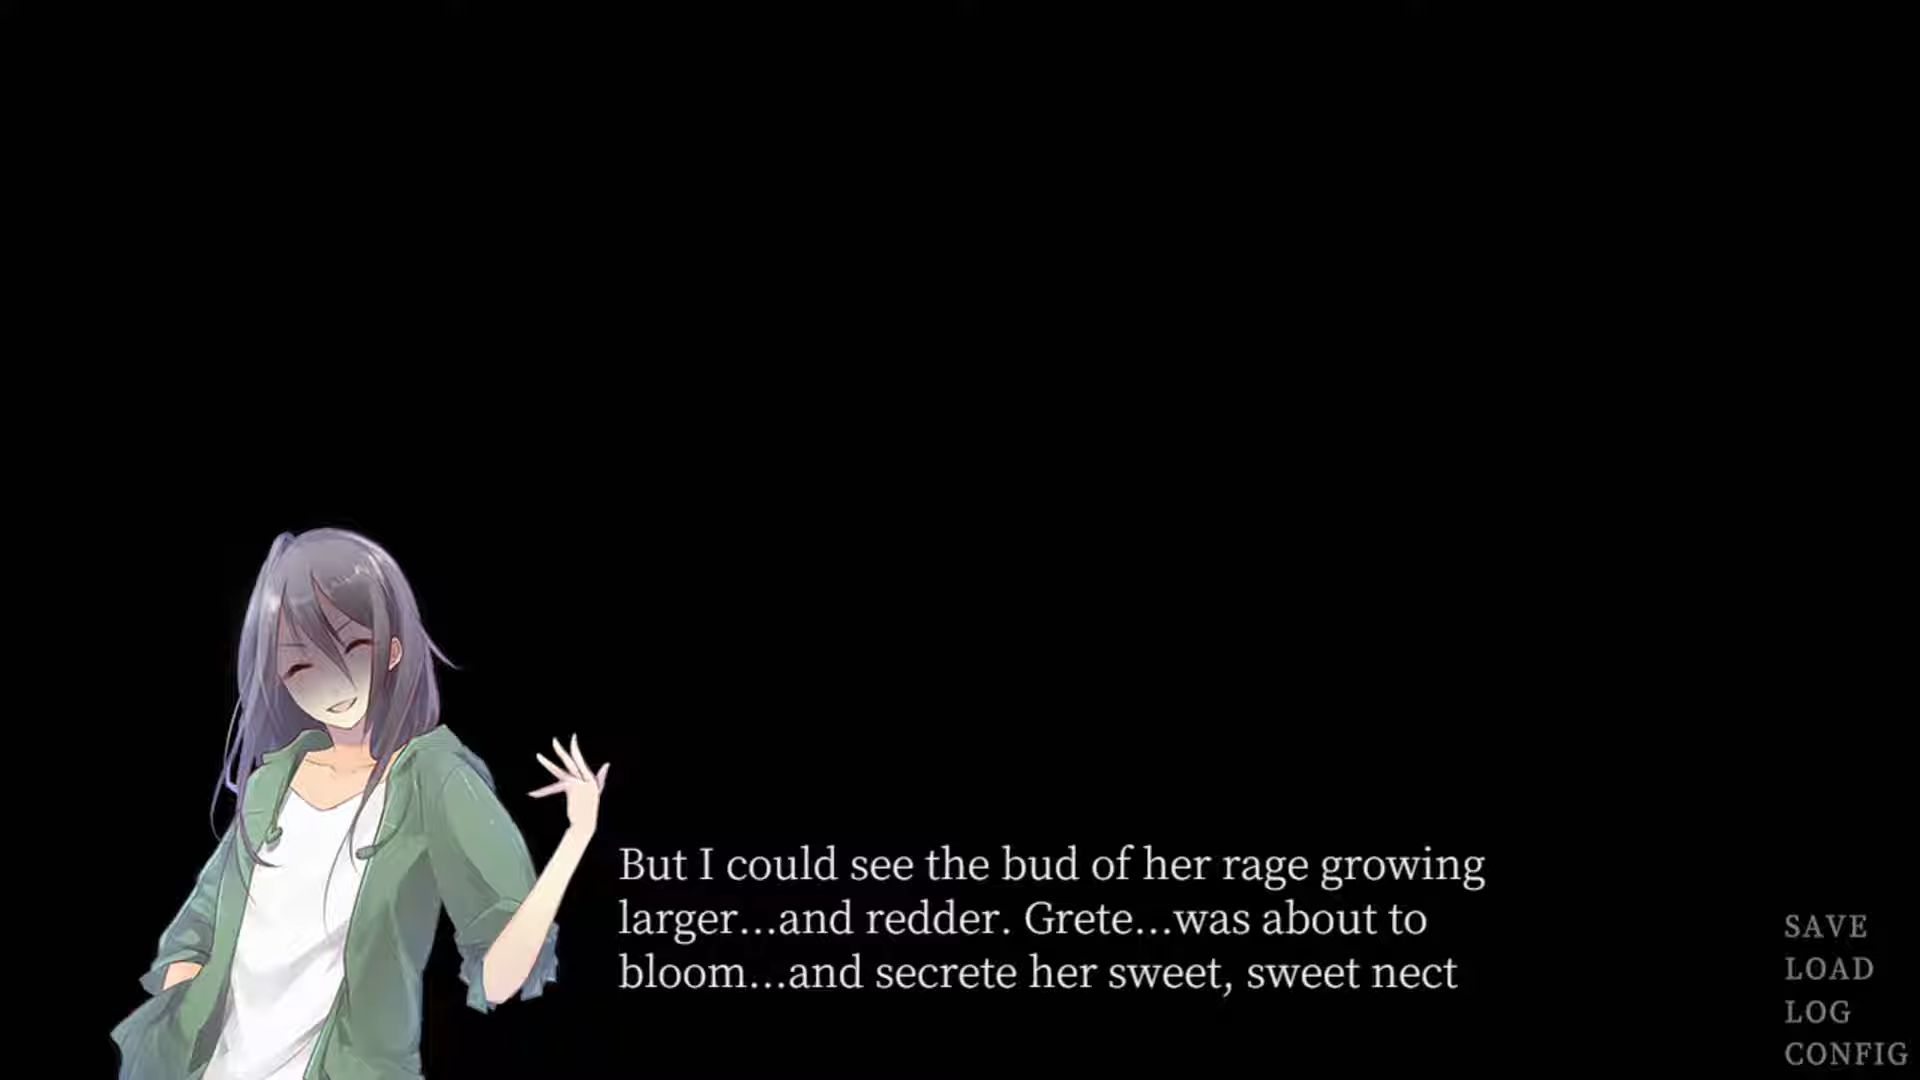 But I could see the bud of her rage growing
larger...and redder. Grete...was about to
bloom...and secrete her sweet, sweet nect
SAVE
LOAD
LOG
CONFIG